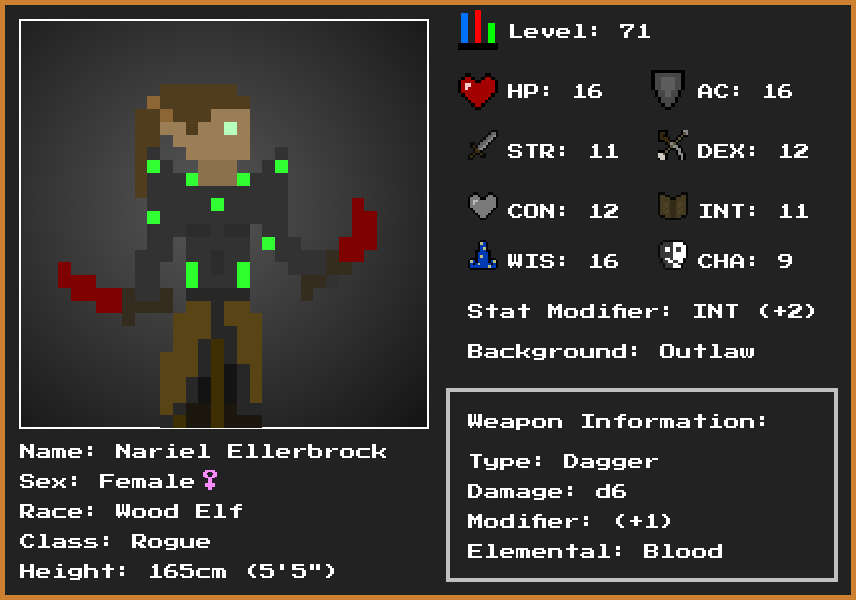 Level: 71
HP: 16
AC: 16
STR: 11
DEX: 12
CON: 12
INT: 11
WIS: 16
CHA: 9
Stat Modifier: INT (+2)
Background: Outlaw
Weapon Information:
Type: Dagger
Damage: d6
Modifier: (+1)
Elemental: Blood
Name: Nariel Ellerbrock
Sex: Female♀
Race: Wood Elf
Class: Rogue
Height: 165cm (5'5")